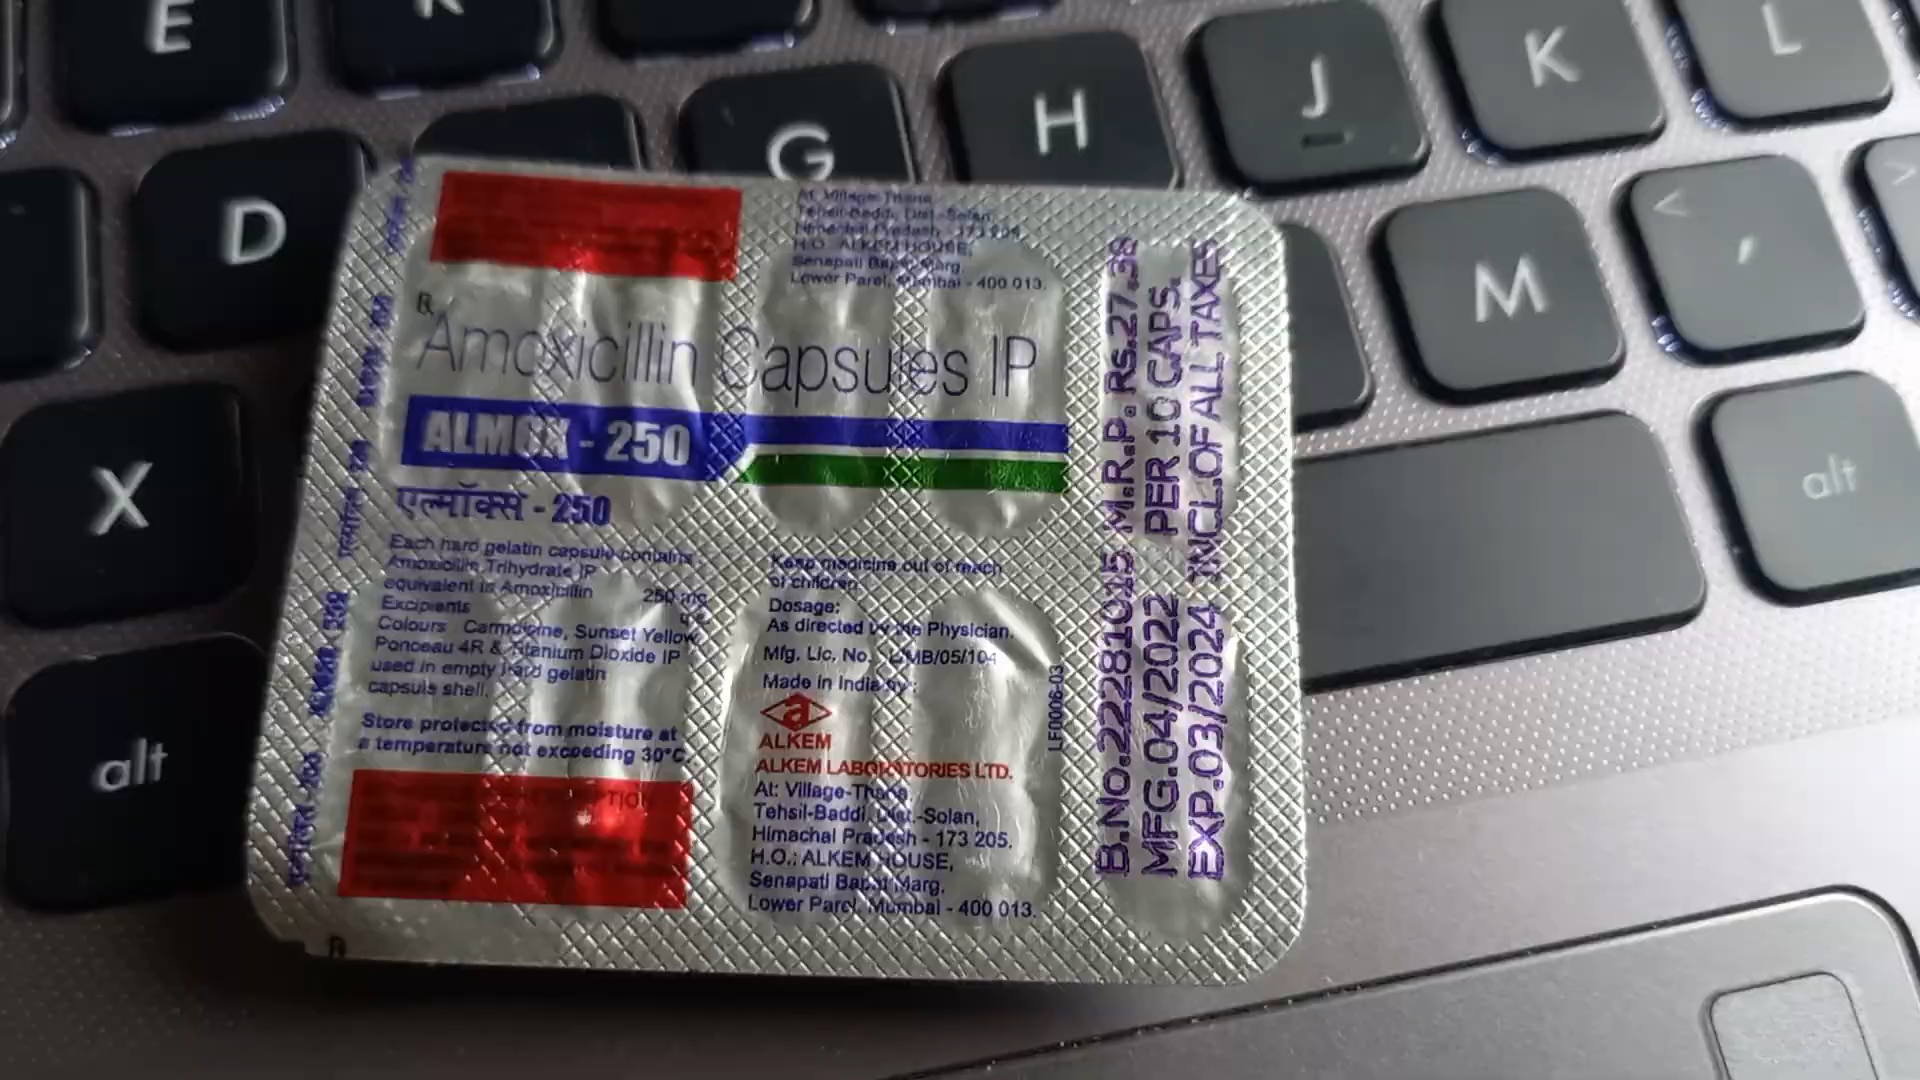 E
R
D
G
H
J
K
L
X
M
<
,
>
alt
alt
At: Village-Thana
Tehsil-Baddi, Dist.-Solan,
Himachal Pradesh - 173 205.
H.O.: ALKEM HOUSE,
Senapati Bapat Marg.
Lower Parel, Mumbai - 400 013.
℞
Amoxicillin Capsules IP
ALMOX - 250
एल्मॉक्स - 250
Each hard gelatin capsule contains
Amoxicillin Trihydrate IP
equivalent to Amoxicillin 250 mg
Excipients q.s.
Colours : Carmoisine, Sunset Yellow,
Ponceau 4R & Titanium Dioxide IP
used in empty hard gelatin
capsule shell.
Store protected from moisture at
a temperature not exceeding 30°C.
Keep medicine out of reach
of children
Dosage:
As directed by the Physician.
Mfg. Lic. No.
Made in India by:
a
ALKEM
ALKEM LABORATORIES LTD.
At: Village-Thana
Tehsil-Baddi, Dist.-Solan,
Himachal Pradesh - 173 205.
H.O.: ALKEM HOUSE,
Senapati Bapat Marg.
Lower Parel, Mumbai - 400 013.
LF0006-03
B.No.22281015 M.R.P. Rs.27.38
MFG.04/2022 PER 10 CAPS.
EXP.03/2024 INCL.OF ALL TAXES
℞